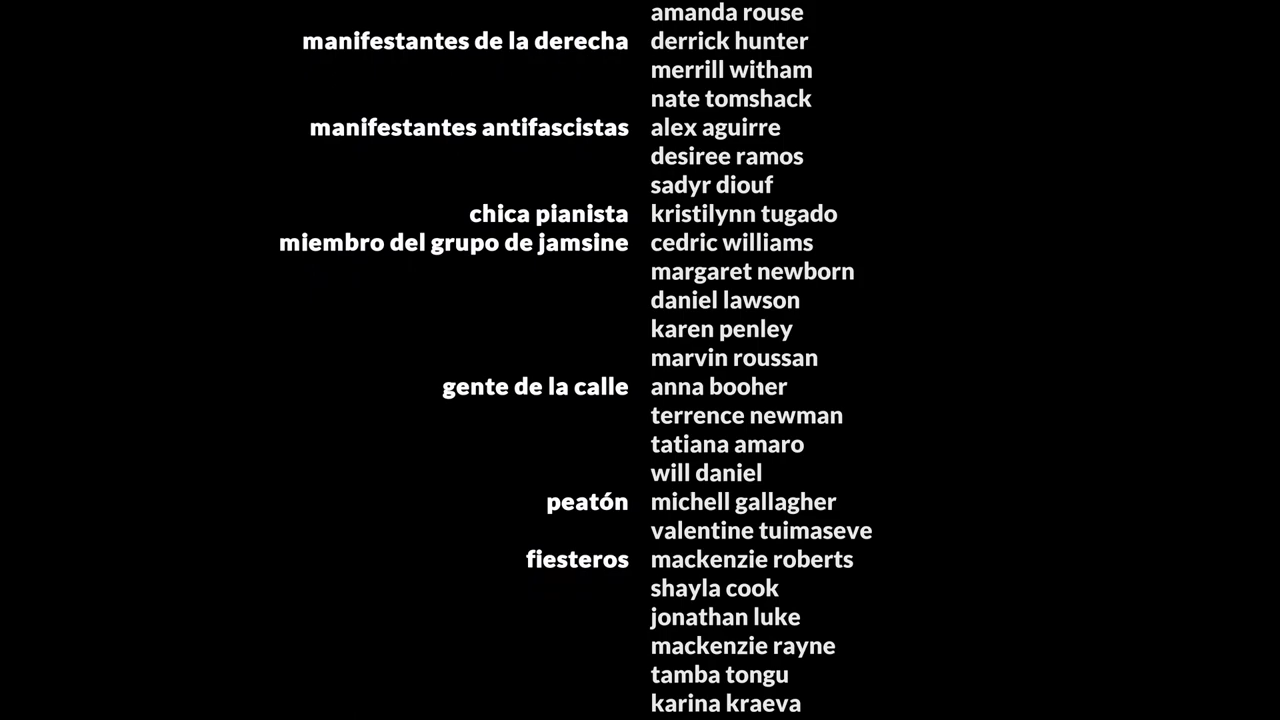 amanda rouse
manifestantes de la derecha derrick hunter
merrill witham
nate tomshack
manifestantes antifascistas alex aguirre
desiree ramos
sadyr diouf
chica pianista kristilynn tugado
miembro del grupo de jamsine cedric williams
margaret newborn
daniel lawson
karen penley
marvin roussan
gente de la calle anna booher
terrence newman
tatiana amaro
will daniel
peatón michell gallagher
valentine tuimaseve
fiesteros mackenzie roberts
shayla cook
jonathan luke
mackenzie rayne
tamba tongu
karina kraeva